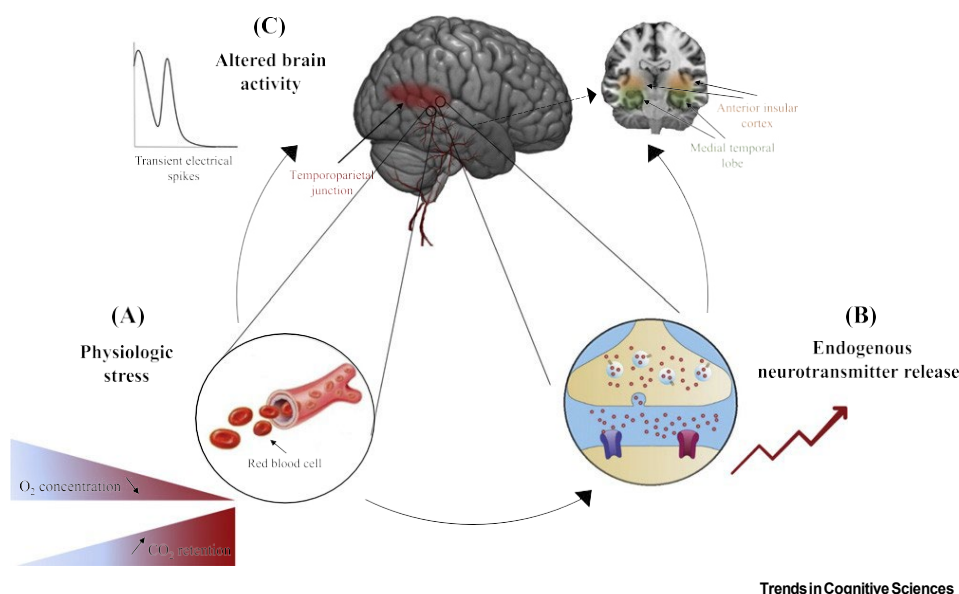 (C)
Altered brain
activity
Transient electrical
spikes
Temporoparietal
junction
Anterior insular
cortex
Medial temporal
lobe
(A)
Physiologic
stress
Red blood cell
O₂ concentration
CO₂ retention
(B)
Endogenous
neurotransmitter release
Trends in Cognitive Sciences